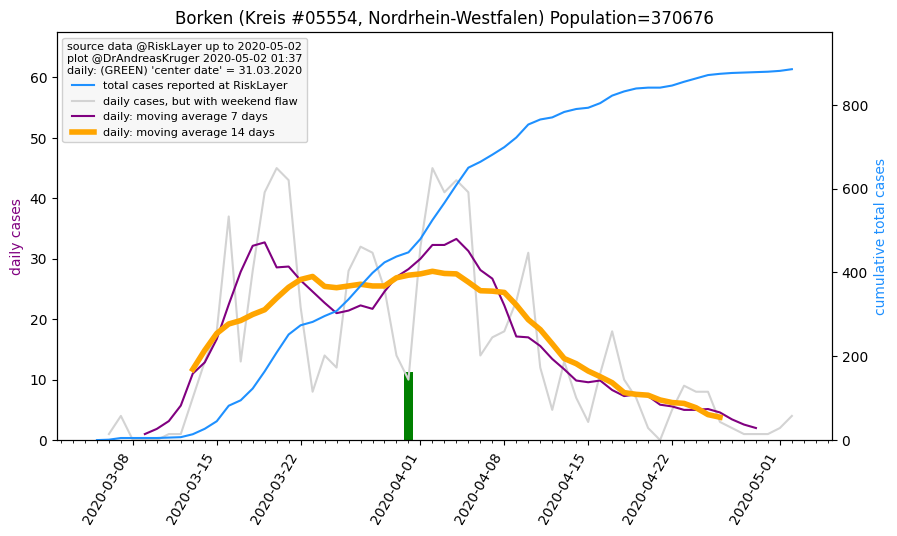 Borken (Kreis #05554, Nordrhein-Westfalen) Population=370676
source data @RiskLayer up to 2020-05-02
plot @DrAndreasKruger 2020-05-02 01:37
daily: (GREEN) 'center date' = 31.03.2020
total cases reported at RiskLayer
daily cases, but with weekend flaw
daily: moving average 7 days
daily: moving average 14 days
daily cases
60
50
40
30
20
10
0
cumulative total cases
800
600
400
200
0
2020-03-08
2020-03-15
2020-03-22
2020-04-01
2020-04-08
2020-04-15
2020-04-22
2020-05-01